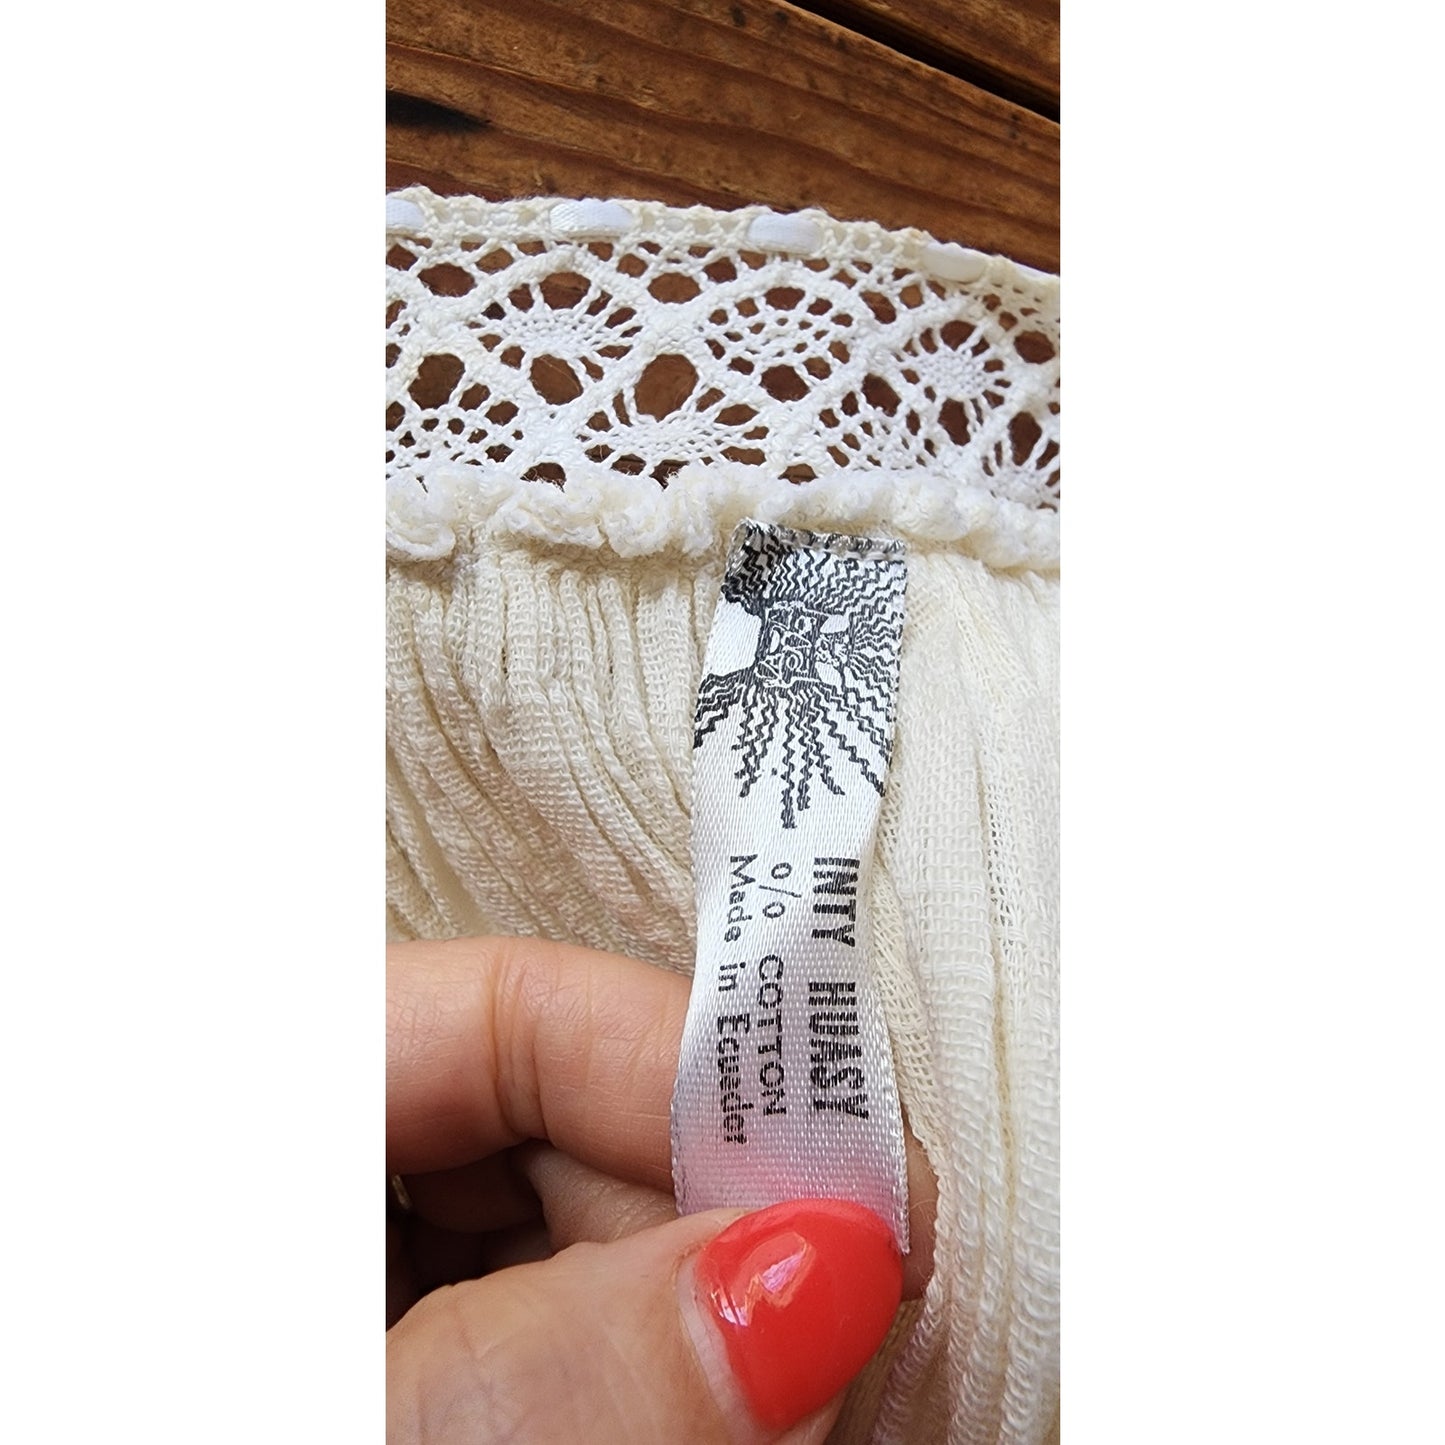 INTY HUASY
% COTTON
Made in Ecuador